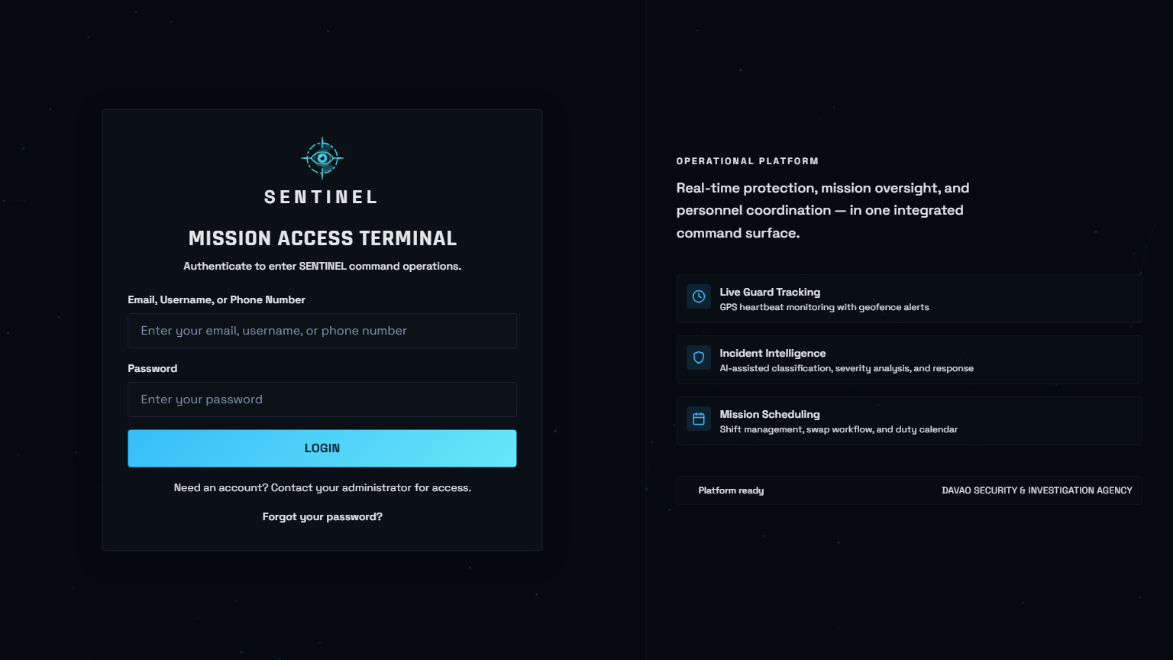 SENTINEL
MISSION ACCESS TERMINAL
Authenticate to enter SENTINEL command operations.
Email, Username, or Phone Number
Enter your email, username, or phone number
Password
Enter your password
LOGIN
Need an account? Contact your administrator for access.
Forgot your password?
OPERATIONAL PLATFORM
Real-time protection, mission oversight, and
personnel coordination — in one integrated
command surface.
Live Guard Tracking
GPS heartbeat monitoring with geofence alerts
Incident Intelligence
AI-assisted classification, severity analysis, and response
Mission Scheduling
Shift management, swap workflow, and duty calendar
Platform ready
DAVAO SECURITY & INVESTIGATION AGENCY